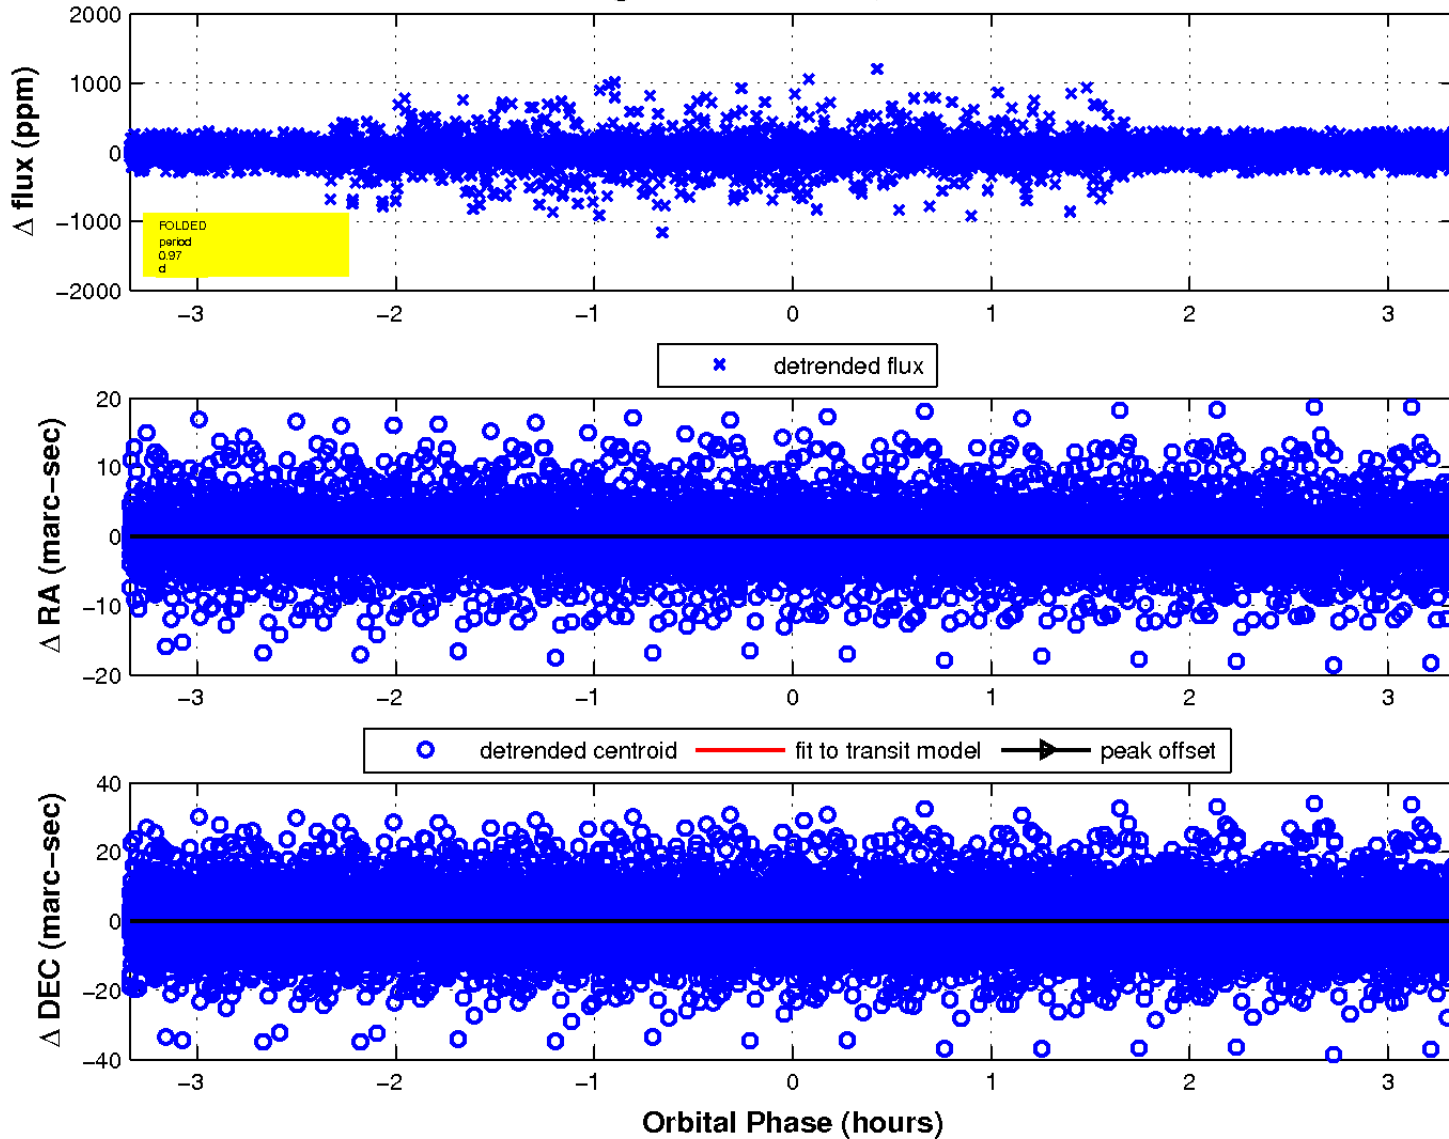 2000
1000
0
−1000
−2000
Δ flux (ppm)
FOLDED
period
0.97
d
−3 −2 −1 0 1 2 3
detrended flux
20
10
0
−10
−20
Δ RA (marc−sec)
−3 −2 −1 0 1 2 3
detrended centroid fit to transit model peak offset
40
20
0
−20
−40
Δ DEC (marc−sec)
−3 −2 −1 0 1 2 3
Orbital Phase (hours)